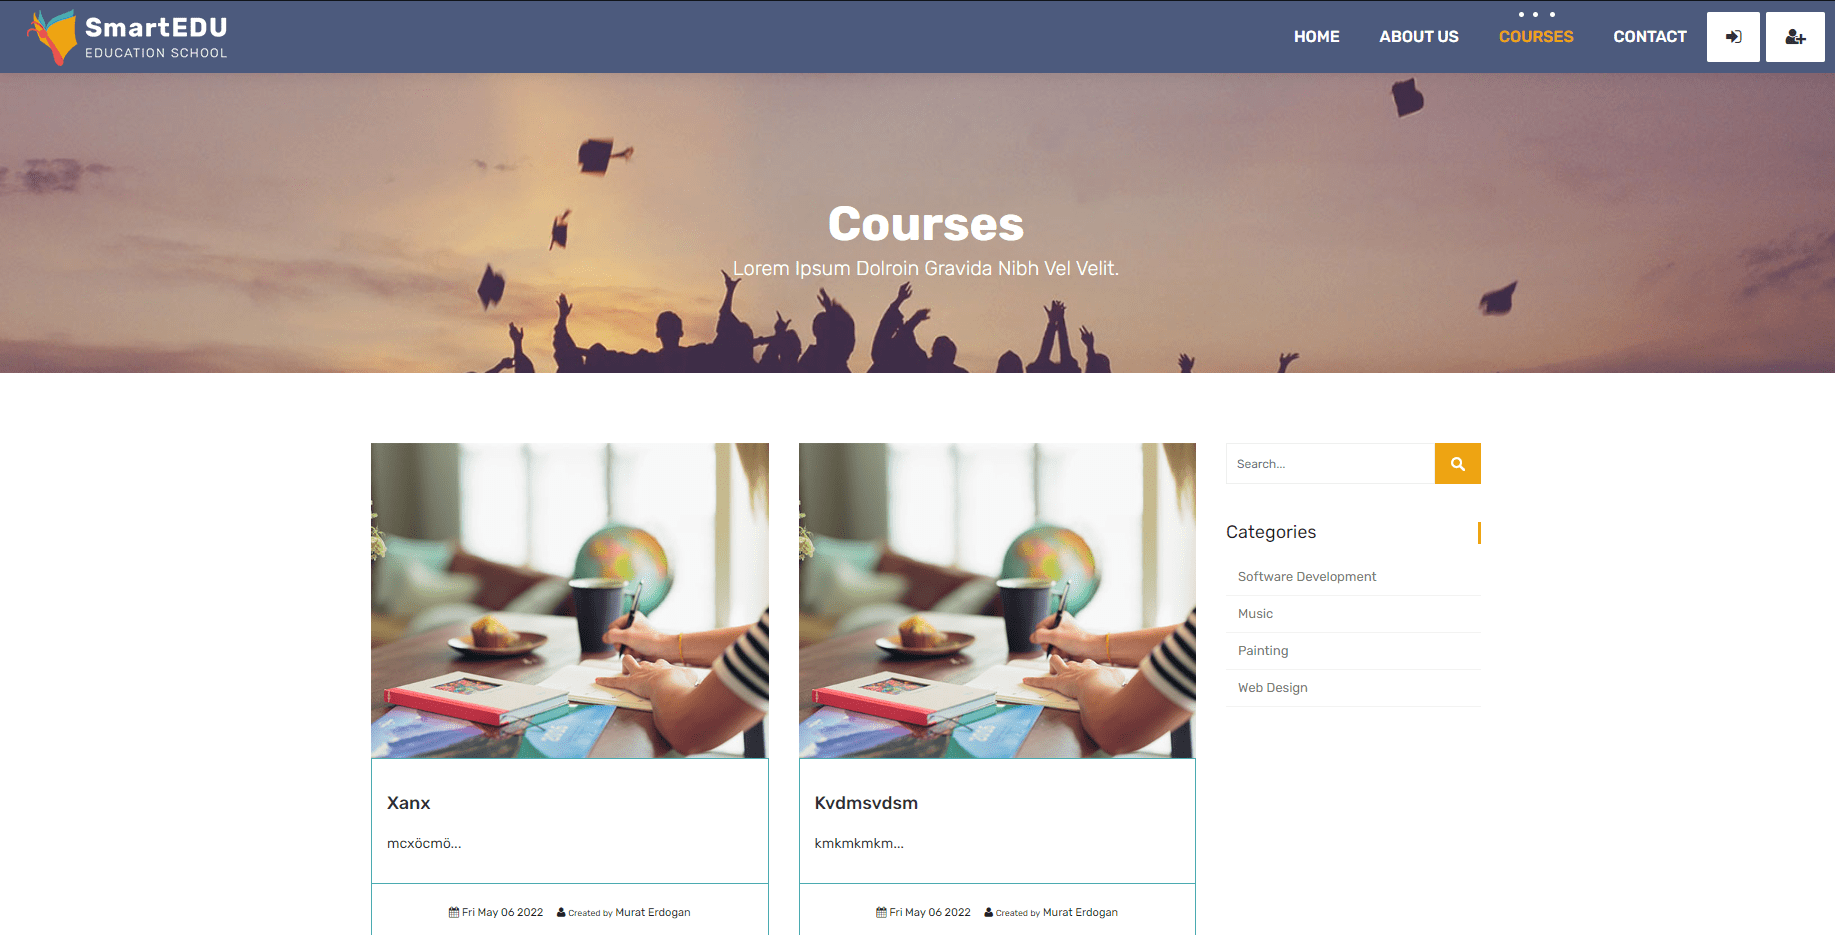 SmartEDU
EDUCATION SCHOOL
HOME ABOUT US COURSES CONTACT
Courses
Lorem Ipsum Dolroin Gravida Nibh Vel Velit.
Search...
Categories
Software Development
Music
Painting
Web Design
Xanx
mcxöcmö...
Fri May 06 2022 Created by Murat Erdogan
Kvdmsvdsm
kmkmkmkm...
Fri May 06 2022 Created by Murat Erdogan